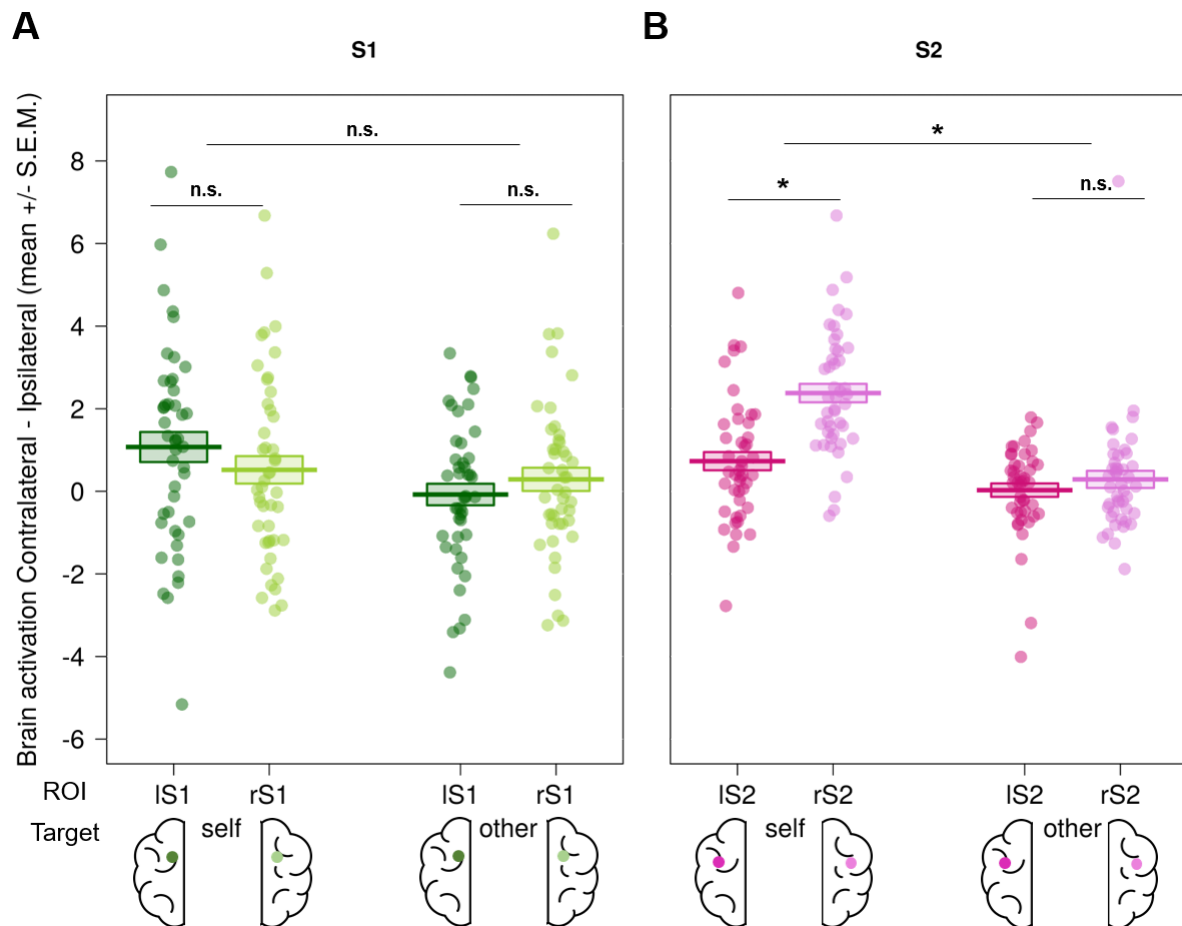 A
B
S1
S2
Brain activation Contralateral - Ipsilateral (mean +/- S.E.M.)
8
6
4
2
0
-2
-4
-6
n.s.
n.s.
n.s.
*
*
n.s.
ROI
lS1 rS1 lS1 rS1
lS2 rS2 lS2 rS2
Target
self other
self other